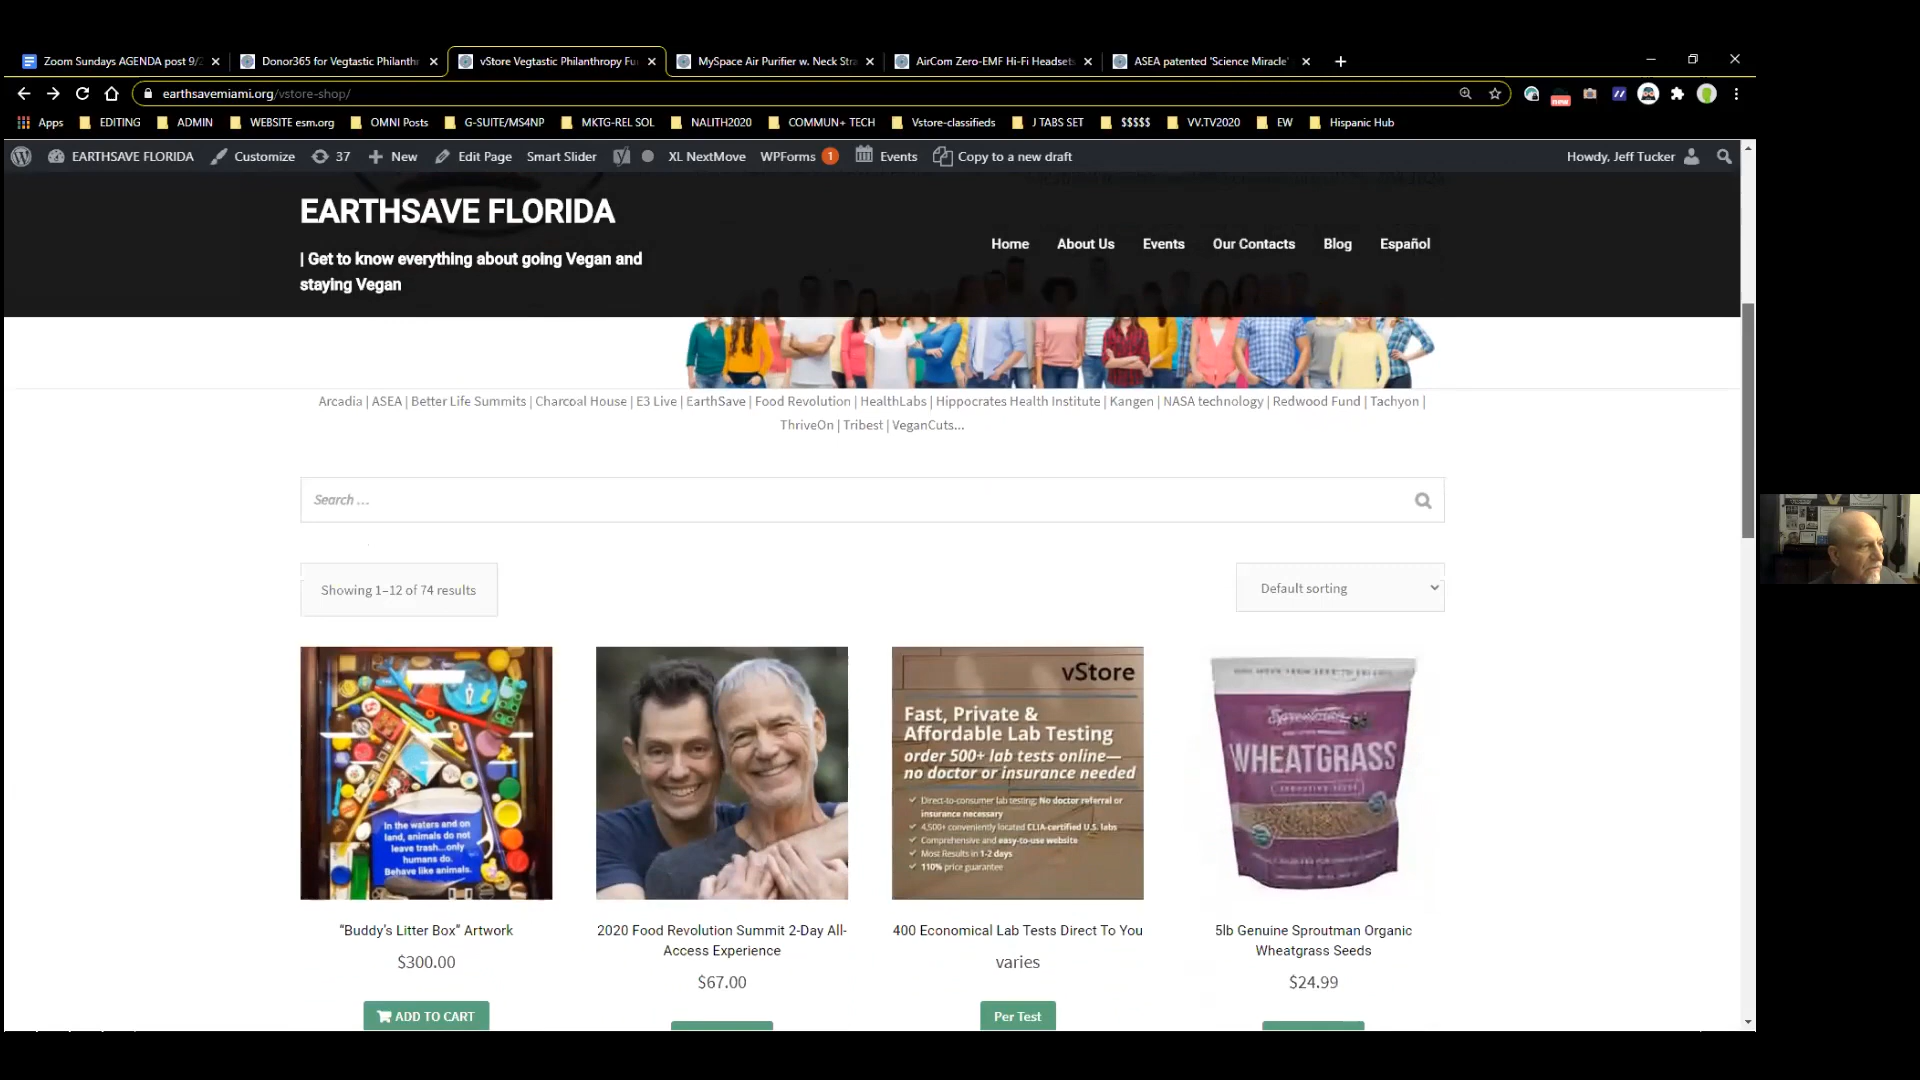 Zoom Sundays AGENDA post 9/
Donor365 for Vegtastic Philanth
vStore Vegtastic Philanthropy Fu
MySpace Air Purifier w. Neck Stra
AirCom Zero-EMF Hi-Fi Headsets
ASEA patented 'Science Miracle'
earthsavemiami.org/vstore-shop/
new
Apps
EDITING
ADMIN
WEBSITE esm.org
OMNI Posts
G-SUITE/MS4NP
MKTG-REL SOL
NALITH2020
COMMUN+ TECH
Vstore-classifieds
J TABS SET
$$$$$
VV.TV2020
EW
Hispanic Hub
EARTHSAVE FLORIDA
Customize
37
New
Edit Page
Smart Slider
XL NextMove
WPForms 1
Events
Copy to a new draft
Howdy, Jeff Tucker
EARTHSAVE FLORIDA
| Get to know everything about going Vegan and
staying Vegan
Home
About Us
Events
Our Contacts
Blog
Español
Arcadia | ASEA | Better Life Summits | Charcoal House | E3 Live | EarthSave | Food Revolution | HealthLabs | Hippocrates Health Institute | Kangen | NASA technology | Redwood Fund | Tachyon |
ThriveOn | Tribest | VeganCuts...
Search ...
Showing 1–12 of 74 results
Default sorting
In the waters and on
land, animals do not
leave trash...only
humans do.
Behave like animals.
vStore
Fast, Private &
Affordable Lab Testing
order 500+ lab tests online—
no doctor or insurance needed
Direct-to-consumer lab testing: No doctor referral or
insurance necessary
4,500+ conveniently located CLIA-certified U.S. labs
Comprehensive and easy-to-use website
Most Results in 1-2 days
110% price guarantee
WHEATGRASS
"Buddy's Litter Box" Artwork
$300.00
ADD TO CART
2020 Food Revolution Summit 2-Day All-
Access Experience
$67.00
400 Economical Lab Tests Direct To You
varies
Per Test
5lb Genuine Sproutman Organic
Wheatgrass Seeds
$24.99